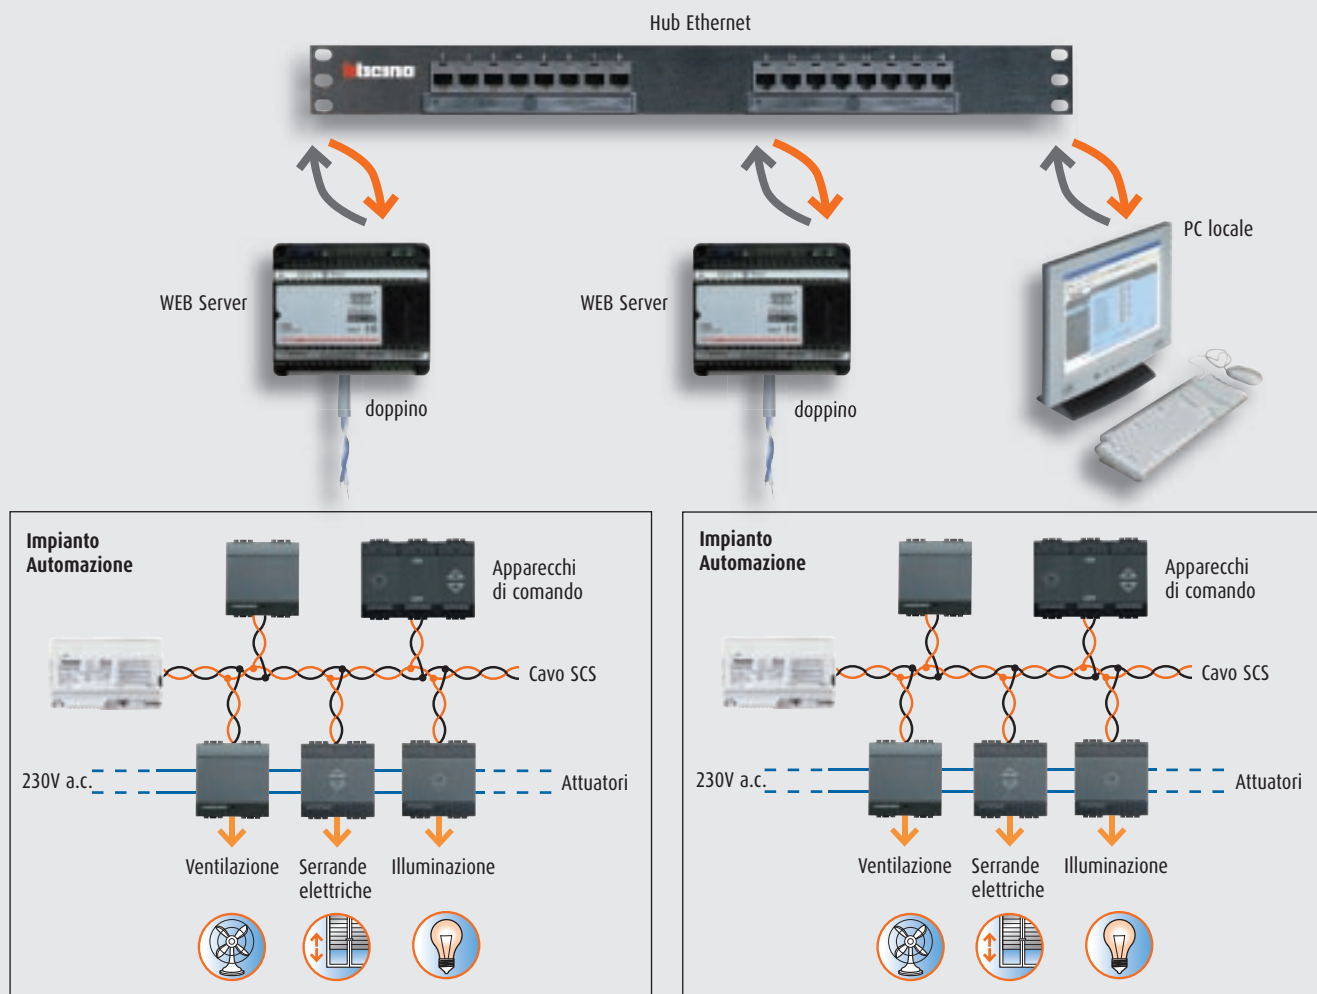 Hub Ethernet
bticino
PC locale
WEB Server
WEB Server
doppino
doppino
Impianto
Automazione
Apparecchi
di comando
Cavo SCS
230V a.c.
Attuatori
Ventilazione
Serrande
elettriche
Illuminazione
Impianto
Automazione
Apparecchi
di comando
Cavo SCS
230V a.c.
Attuatori
Ventilazione
Serrande
elettriche
Illuminazione